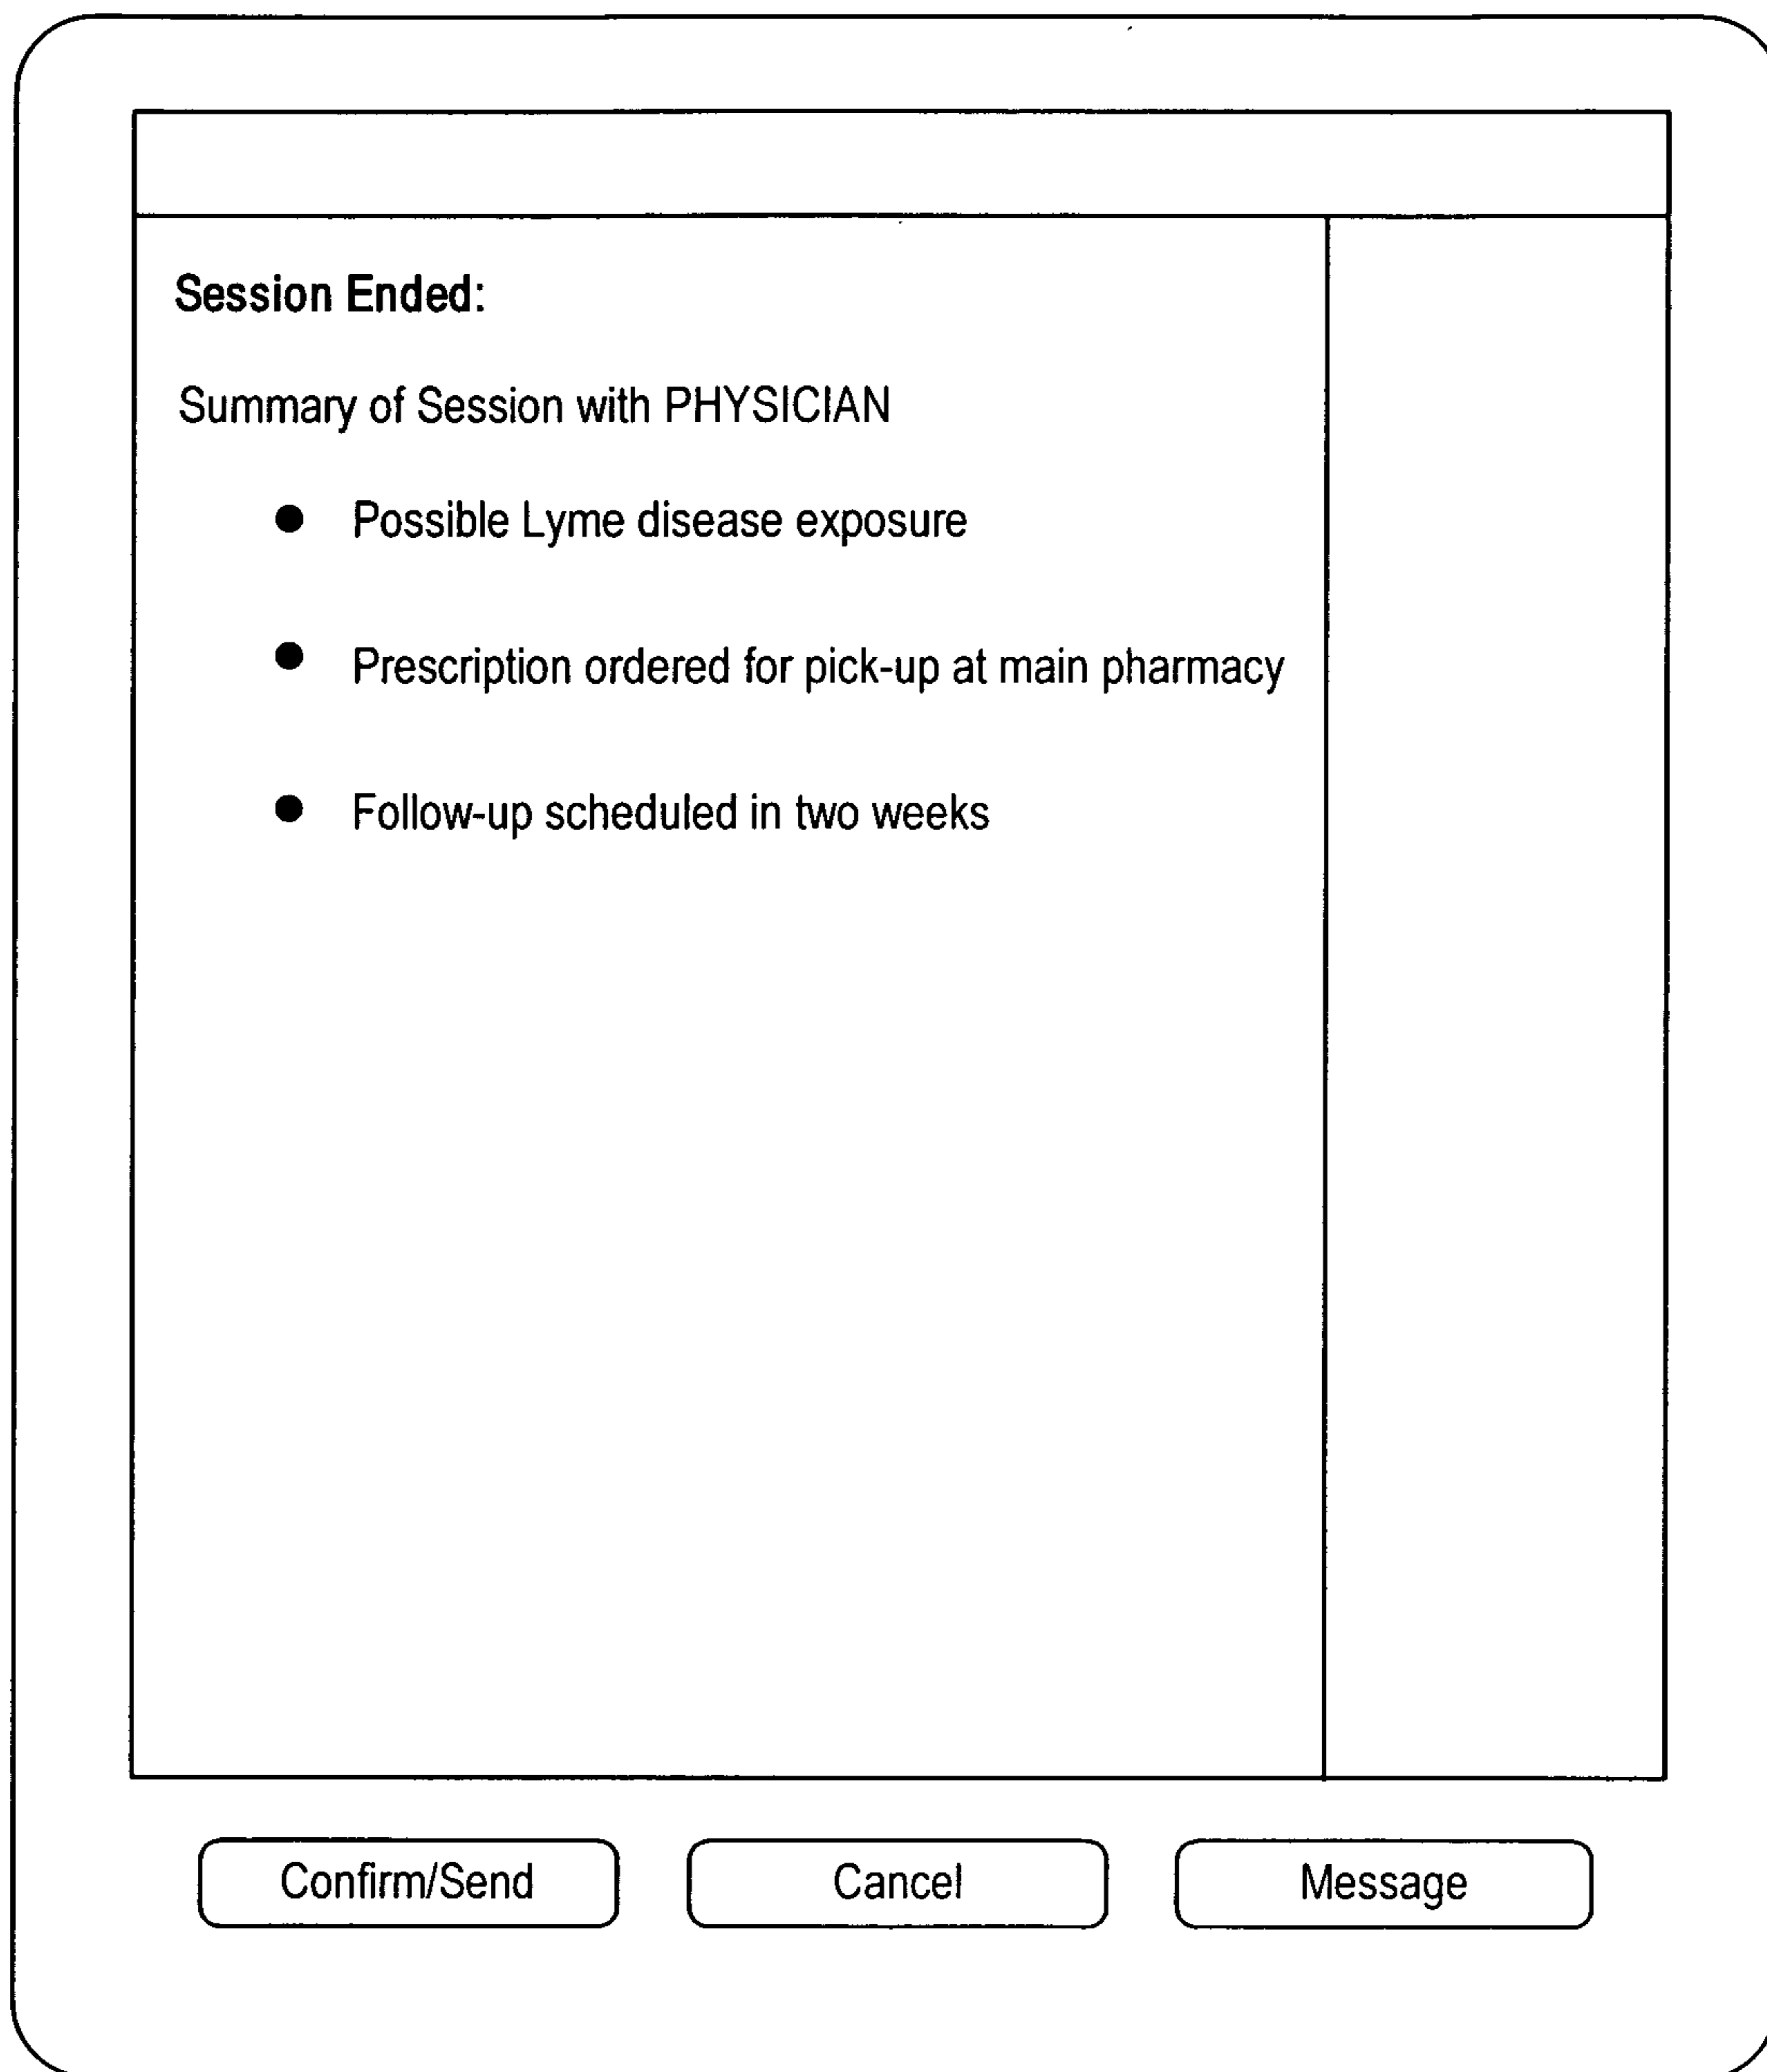 Session Ended:
Summary of Session with PHYSICIAN
● Possible Lyme disease exposure
● Prescription ordered for pick-up at main pharmacy
● Follow-up scheduled in two weeks
Confirm/Send
Cancel
Message